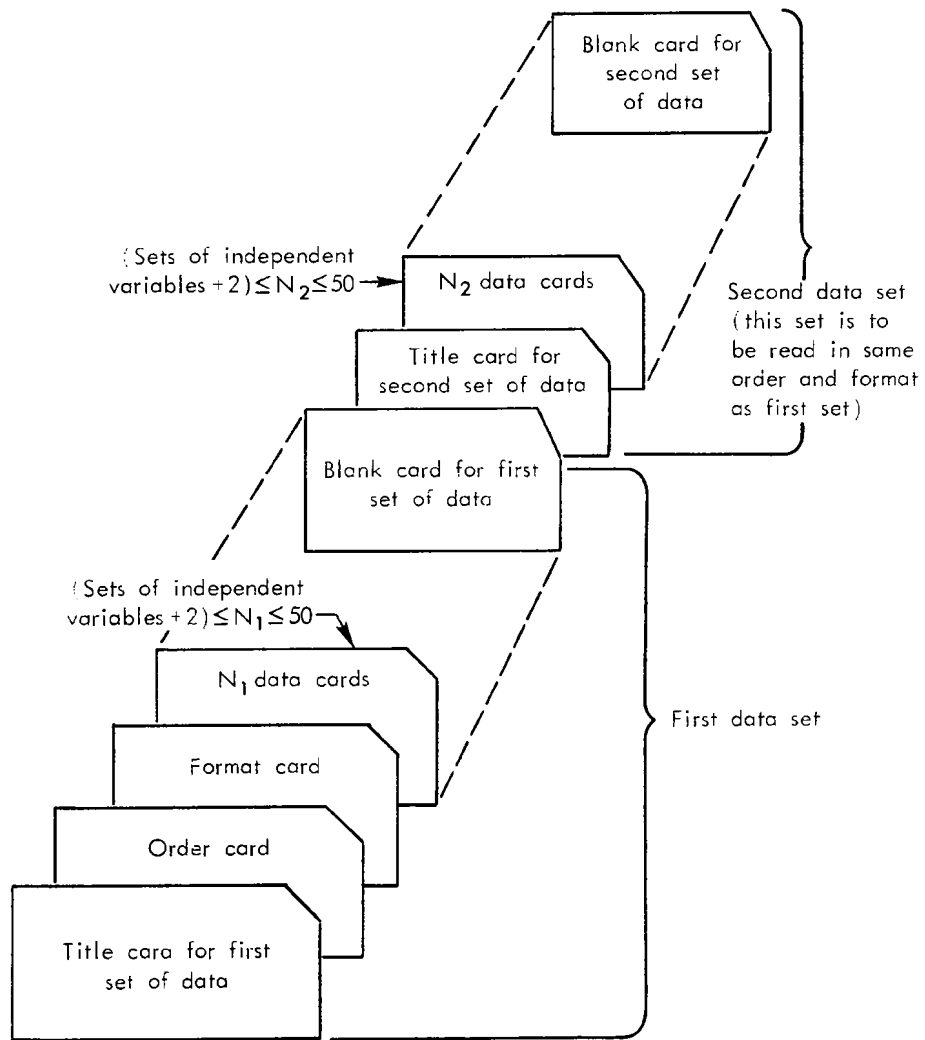 Blank card for
second set
of data
(Sets of independent
variables + 2) ≤ N₂ ≤ 50
N₂ data cards
Second data set
(this set is to
be read in same
order and format
as first set)
Title card for
second set of data
Blank card for first
set of data
(Sets of independent
variables + 2) ≤ N₁ ≤ 50
N₁ data cards
First data set
Format card
Order card
Title card for first
set of data